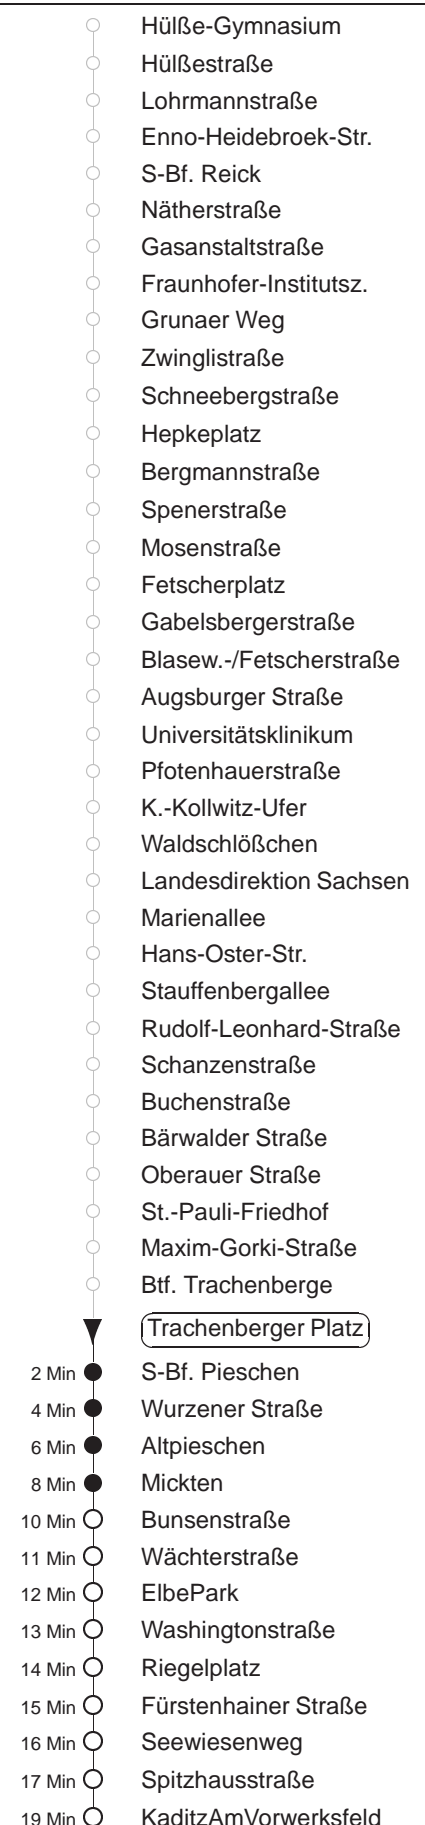 Hülße-Gymnasium
Hülßestraße
Lohrmannstraße
Enno-Heidebroek-Str.
S-Bf. Reick
Nätherstraße
Gasanstaltstraße
Fraunhofer-Institutsz.
Grunaer Weg
Zwinglistraße
Schneebergstraße
Hepkeplatz
Bergmannstraße
Spenerstraße
Mosenstraße
Fetscherplatz
Gabelsbergerstraße
Blasew.-/Fetscherstraße
Augsburger Straße
Universitätsklinikum
Pfotenhauerstraße
K.-Kollwitz-Ufer
Waldschlößchen
Landesdirektion Sachsen
Marienallee
Hans-Oster-Str.
Stauffenbergallee
Rudolf-Leonhard-Straße
Schanzenstraße
Buchenstraße
Bärwalder Straße
Oberauer Straße
St.-Pauli-Friedhof
Maxim-Gorki-Straße
Btf. Trachenberge
Trachenberger Platz
2 Min S-Bf. Pieschen
4 Min Wurzener Straße
6 Min Altpieschen
8 Min Mickten
10 Min Bunsenstraße
11 Min Wächterstraße
12 Min ElbePark
13 Min Washingtonstraße
14 Min Riegelplatz
15 Min Fürstenhainer Straße
16 Min Seewiesenweg
17 Min Spitzhausstraße
19 Min KaditzAmVorwerksfeld